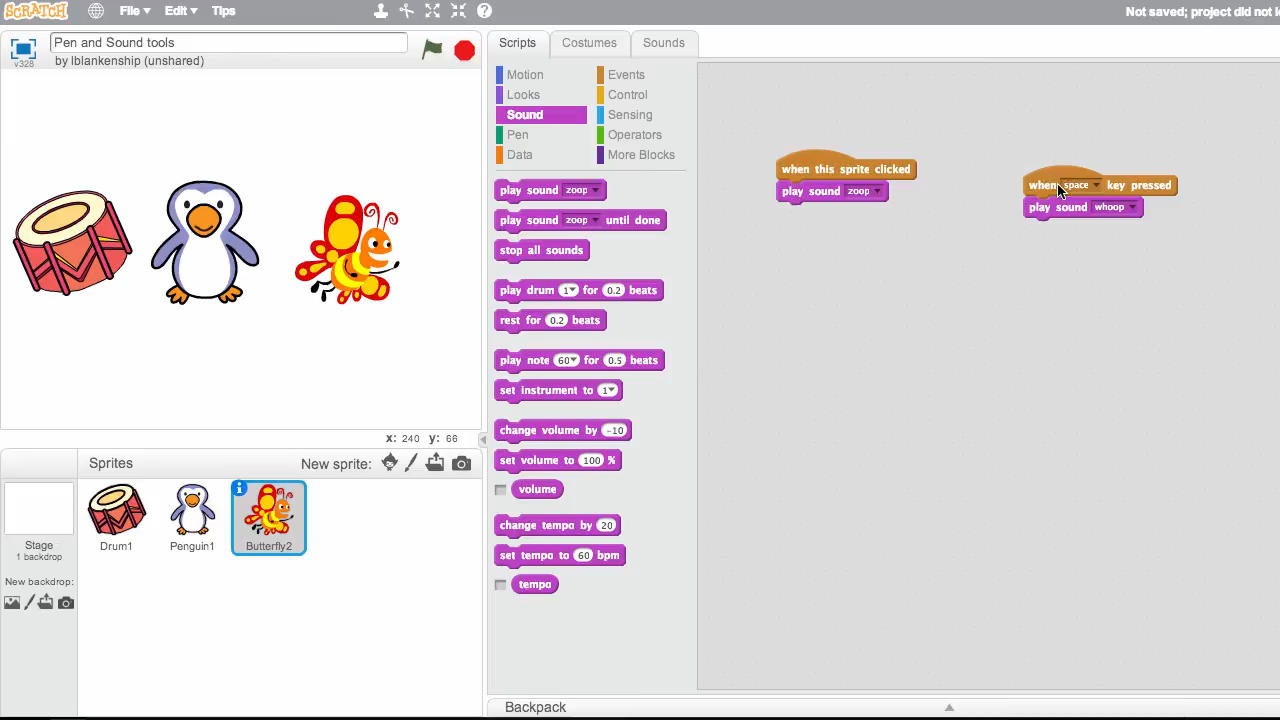 SCRATCH File Edit Tips Not saved; project did not
v328 Pen and Sound tools
by lblankenship (unshared)
Scripts Costumes Sounds
Motion Events
Looks Control
Sound Sensing
Pen Operators
Data More Blocks
play sound zoop
play sound zoop until done
stop all sounds
play drum 1 for 0.2 beats
rest for 0.2 beats
play note 60 for 0.5 beats
set instrument to 1
change volume by -10
set volume to 100 %
volume
change tempo by 20
set tempo to 60 bpm
tempo
when this sprite clicked
play sound zoop
when space key pressed
play sound whoop
x: 240 y: 66
Sprites New sprite:
Stage
1 backdrop
New backdrop:
Drum1 Penguin1 Butterfly2
Backpack